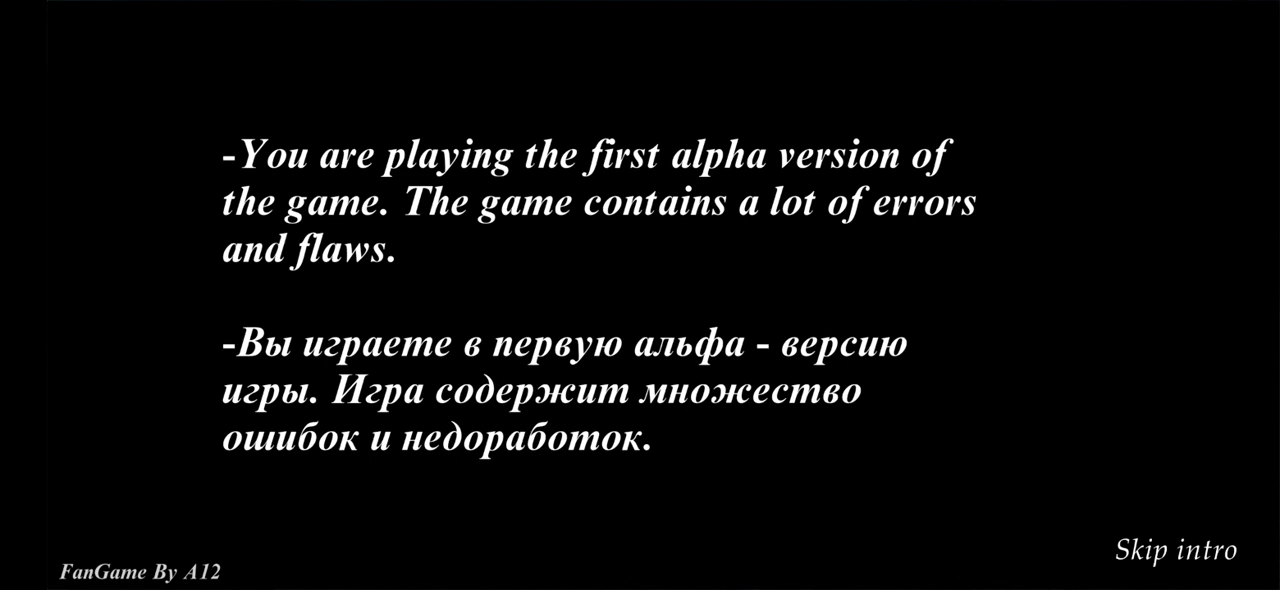 -You are playing the first alpha version of
the game. The game contains a lot of errors
and flaws.
-Вы играете в первую альфа - версию
игры. Игра содержит множество
ошибок и недоработок.
Skip intro
FanGame By A12